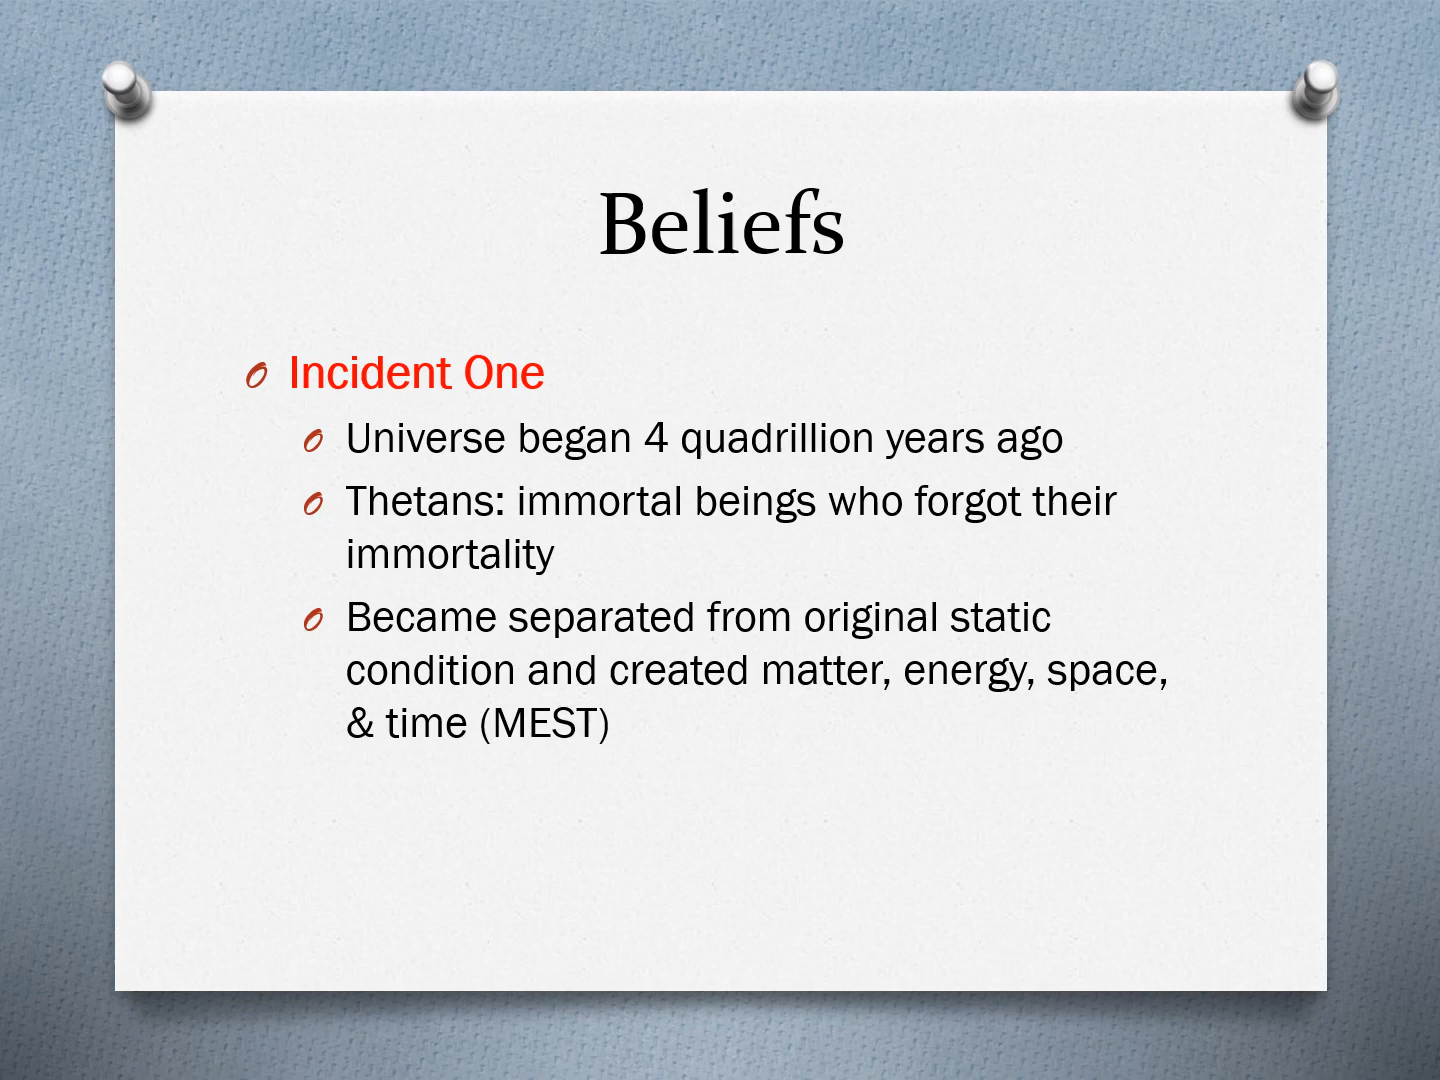 Beliefs
Incident One
Universe began 4 quadrillion years ago
Thetans: immortal beings who forgot their
immortality
Became separated from original static
condition and created matter, energy, space,
& time (MEST)